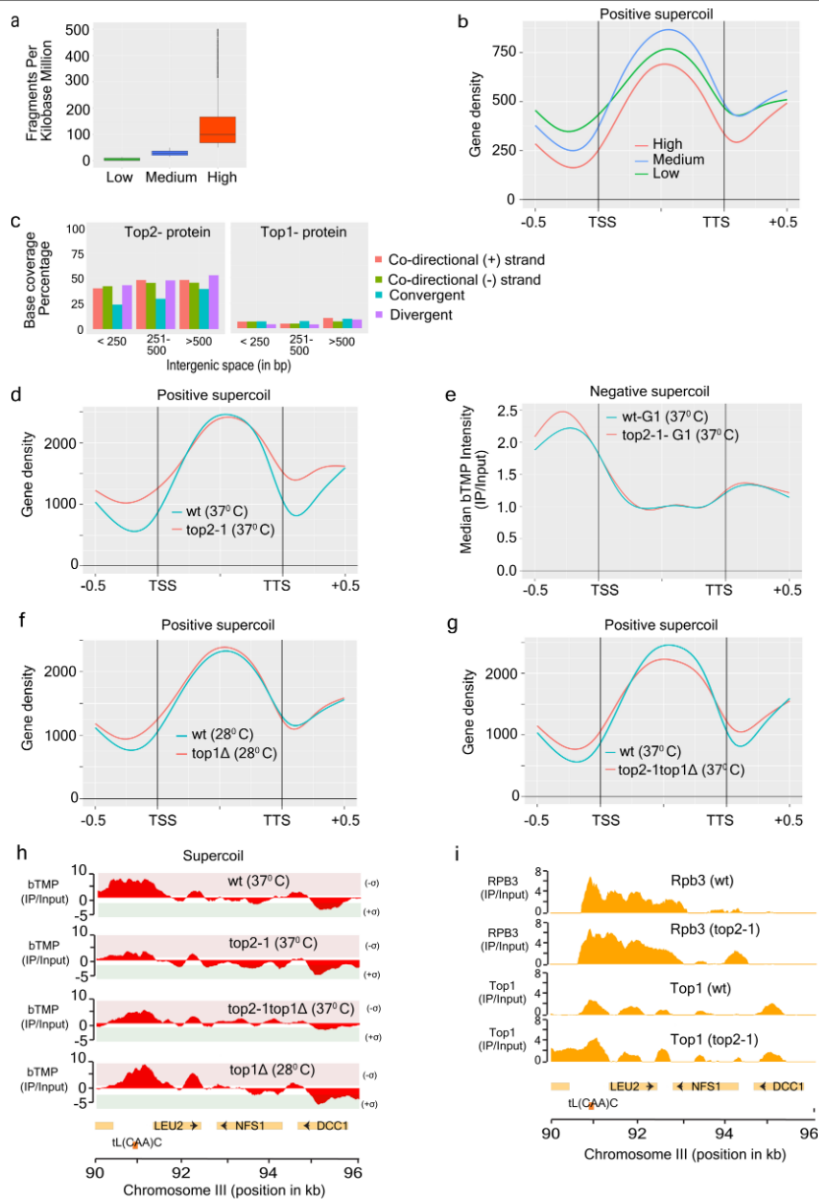 a
Fragments Per
Kilobase Million
500
400
300
200
100
0
Low
Medium
High
b
Positive supercoil
Gene density
750
500
250
0
High
Medium
Low
-0.5
TSS
TTS
+0.5
c
Base coverage
Percentage
100
75
50
25
0
Top2- protein
Top1- protein
< 250
251-
500
>500
< 250
251-
500
>500
Intergenic space (in bp)
Co-directional (+) strand
Co-directional (-) strand
Convergent
Divergent
d
Positive supercoil
Gene density
2000
1000
0
wt (37⁰ C)
top2-1 (37⁰ C)
-0.5
TSS
TTS
+0.5
e
Negative supercoil
Median bTMP Intensity
(IP/Input)
2.5
2.0
1.5
1.0
0.5
0.0
wt-G1 (37⁰ C)
top2-1- G1 (37⁰ C)
-0.5
TSS
TTS
+0.5
f
Positive supercoil
Gene density
2000
1000
0
wt (28⁰ C)
top1Δ (28⁰ C)
-0.5
TSS
TTS
+0.5
g
Positive supercoil
Gene density
2000
1000
0
wt (37⁰ C)
top2-1top1Δ (37⁰ C)
-0.5
TSS
TTS
+0.5
h
Supercoil
bTMP
(IP/Input)
10
5
0
-5
wt (37⁰ C)
(-σ)
(+σ)
bTMP
(IP/Input)
10
5
0
-5
top2-1 (37⁰ C)
(-σ)
(+σ)
bTMP
(IP/Input)
10
5
0
-5
top2-1top1Δ (37⁰ C)
(-σ)
(+σ)
bTMP
(IP/Input)
10
5
0
-5
top1Δ (28⁰ C)
(-σ)
(+σ)
LEU2
NFS1
DCC1
tL(CAA)C
90
92
94
96
Chromosome III (position in kb)
i
RPB3
(IP/Input)
8
4
0
Rpb3 (wt)
RPB3
(IP/Input)
8
4
0
Rpb3 (top2-1)
Top1
(IP/Input)
8
4
0
Top1 (wt)
Top1
(IP/Input)
8
4
0
Top1 (top2-1)
LEU2
NFS1
DCC1
tL(CAA)C
90
92
94
96
Chromosome III (position in kb)